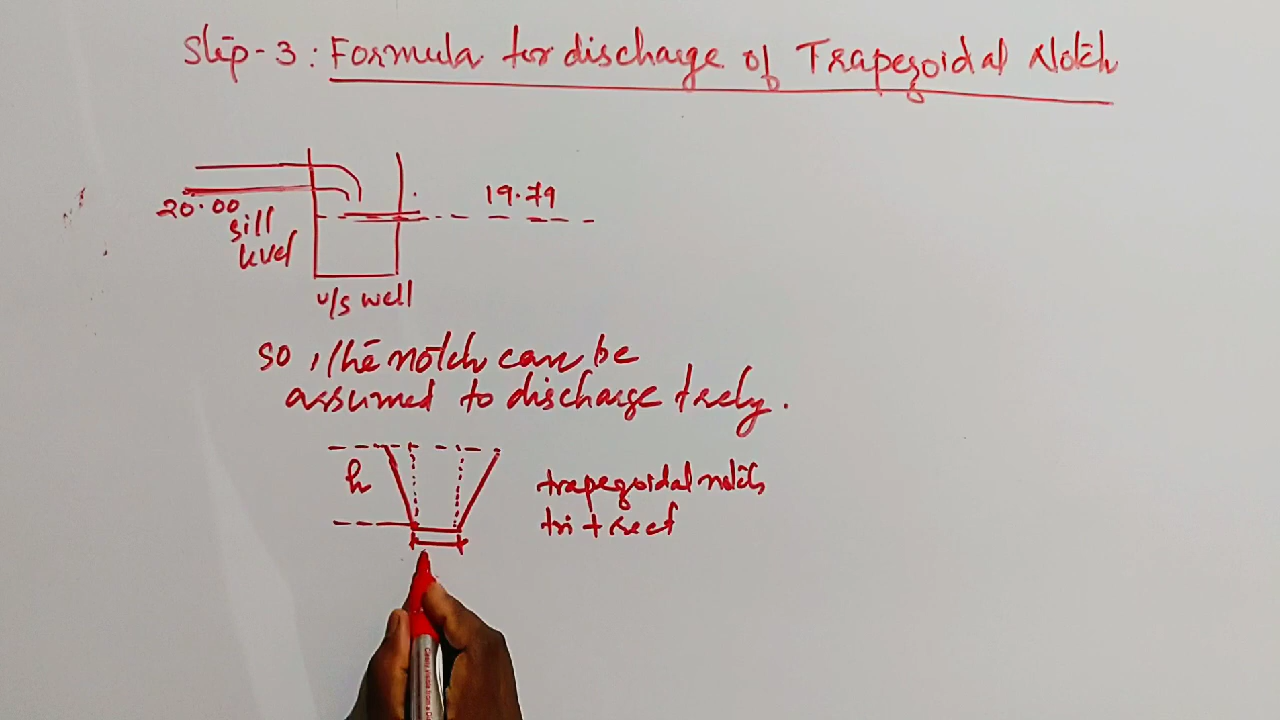 Step-3: Formula for discharge of Trapezoidal Notch
20.00
sill
level
19.79
u/s well
so, the notch can be
assumed to discharge freely.
h
trapezoidal notch
tri + rect